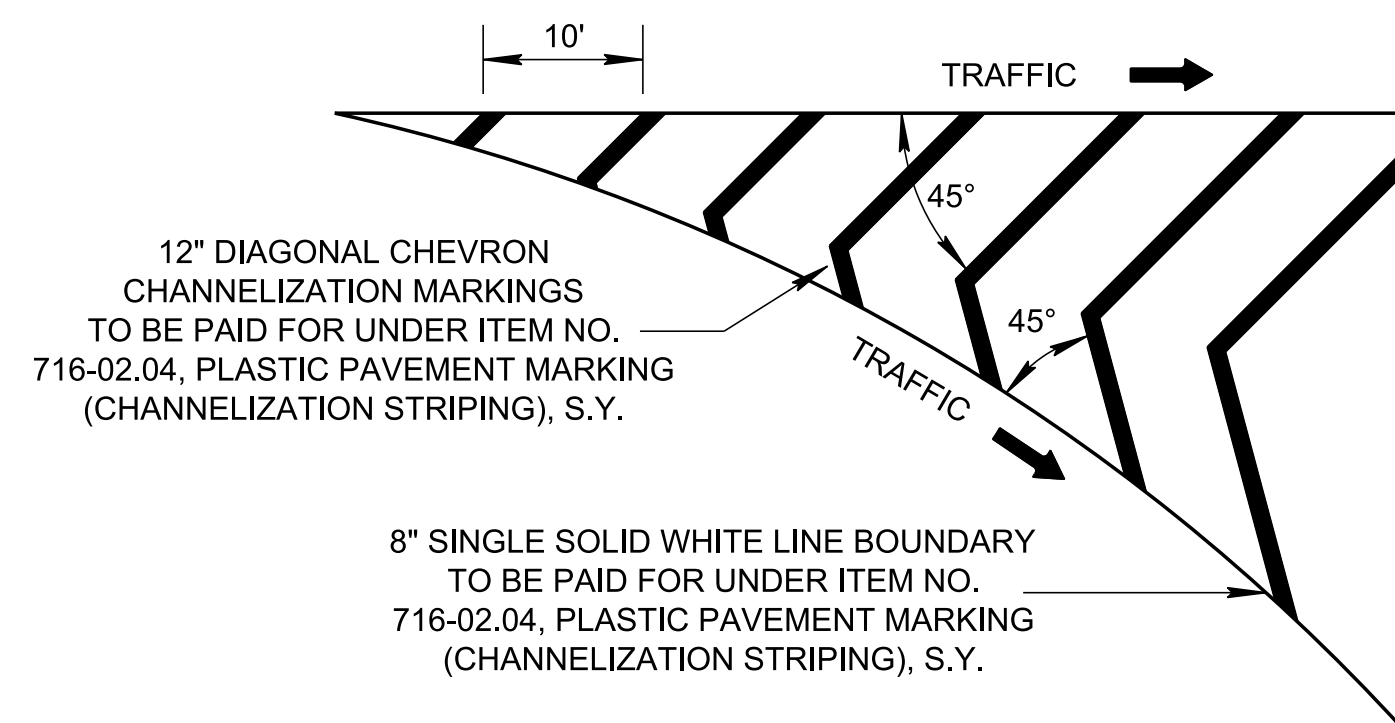 10'
TRAFFIC
45°
12" DIAGONAL CHEVRON
CHANNELIZATION MARKINGS
TO BE PAID FOR UNDER ITEM NO.
716-02.04, PLASTIC PAVEMENT MARKING
(CHANNELIZATION STRIPING), S.Y.
45°
TRAFFIC
8" SINGLE SOLID WHITE LINE BOUNDARY
TO BE PAID FOR UNDER ITEM NO.
716-02.04, PLASTIC PAVEMENT MARKING
(CHANNELIZATION STRIPING), S.Y.